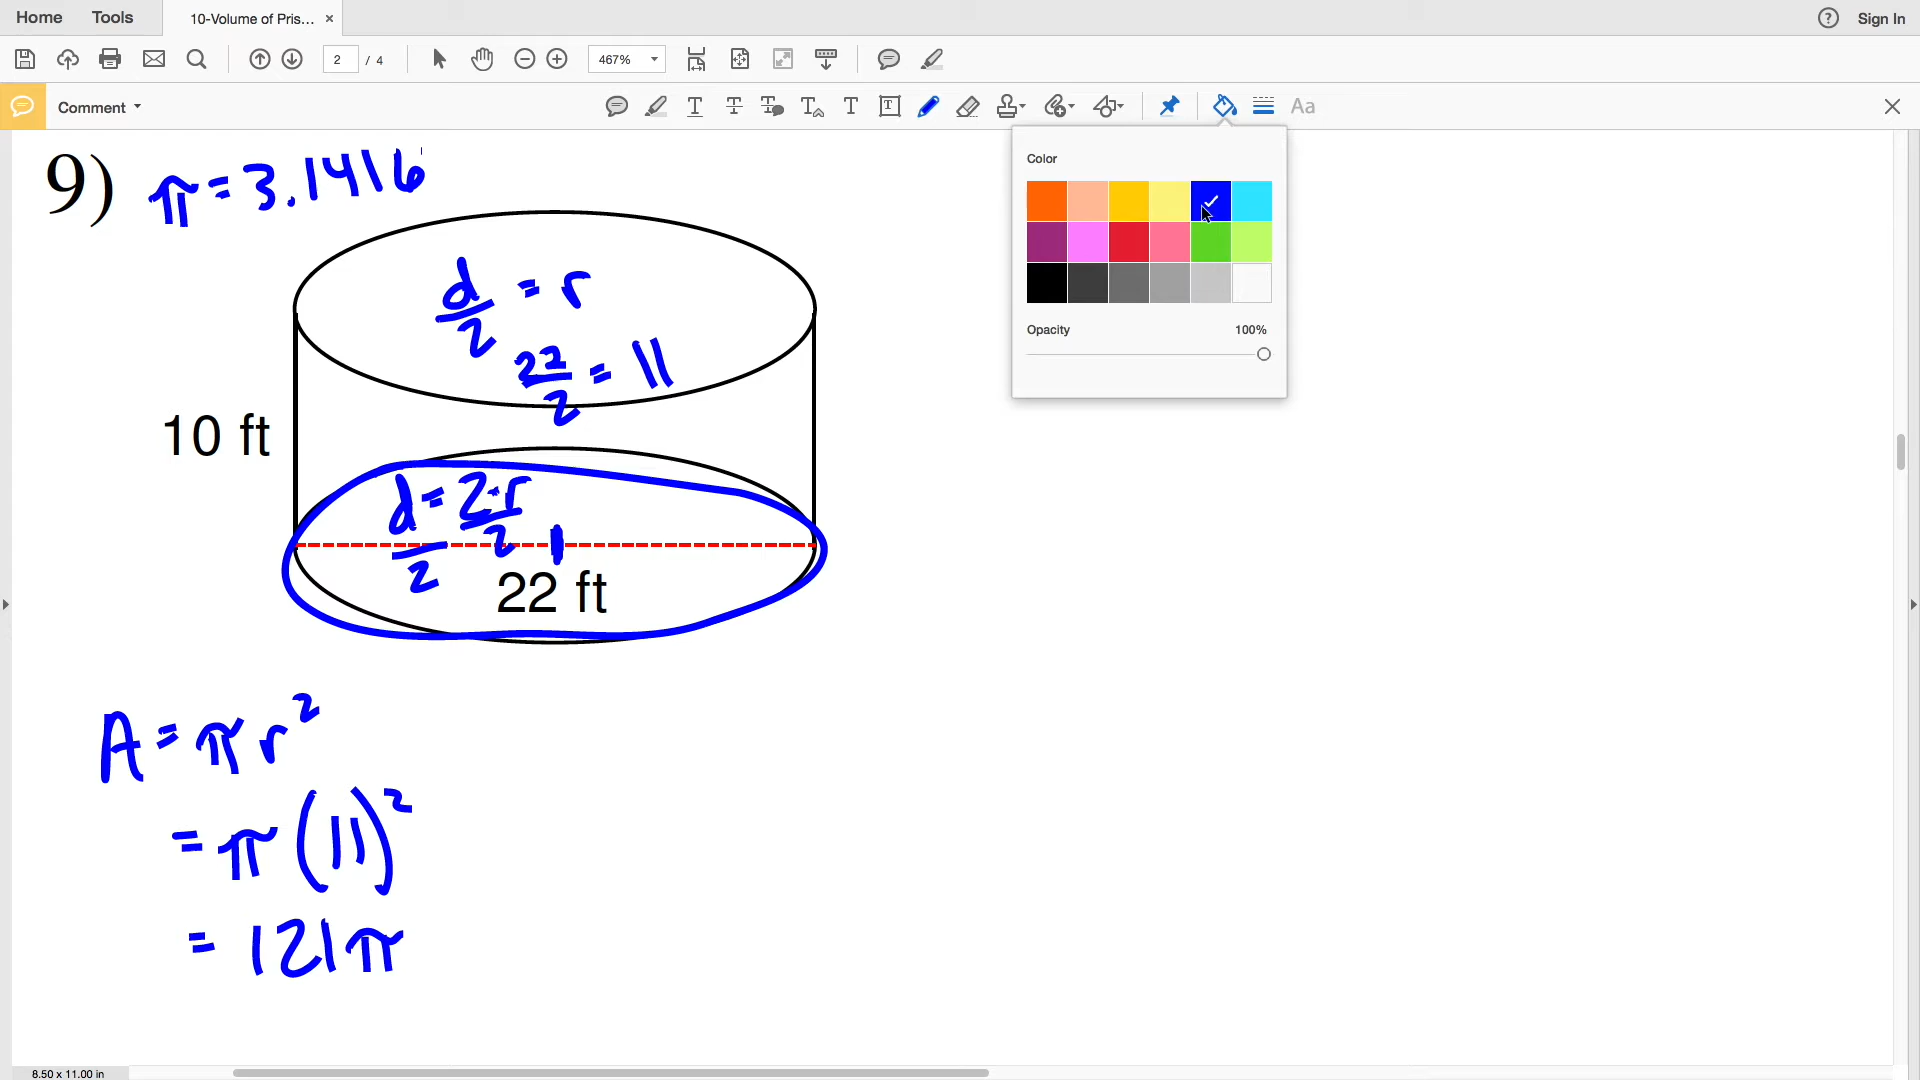 Home Tools 10-Volume of Pris... × ? Sign In
2 / 4 467%
Comment T T T T T T Aa
Color
Opacity 100%
9) π = 3.1416
d/2 = r
22/2 = 11
10 ft
d/2 = 2·r/2
22 ft
A = πr²
= π(11)²
= 121π
8.50 x 11.00 in